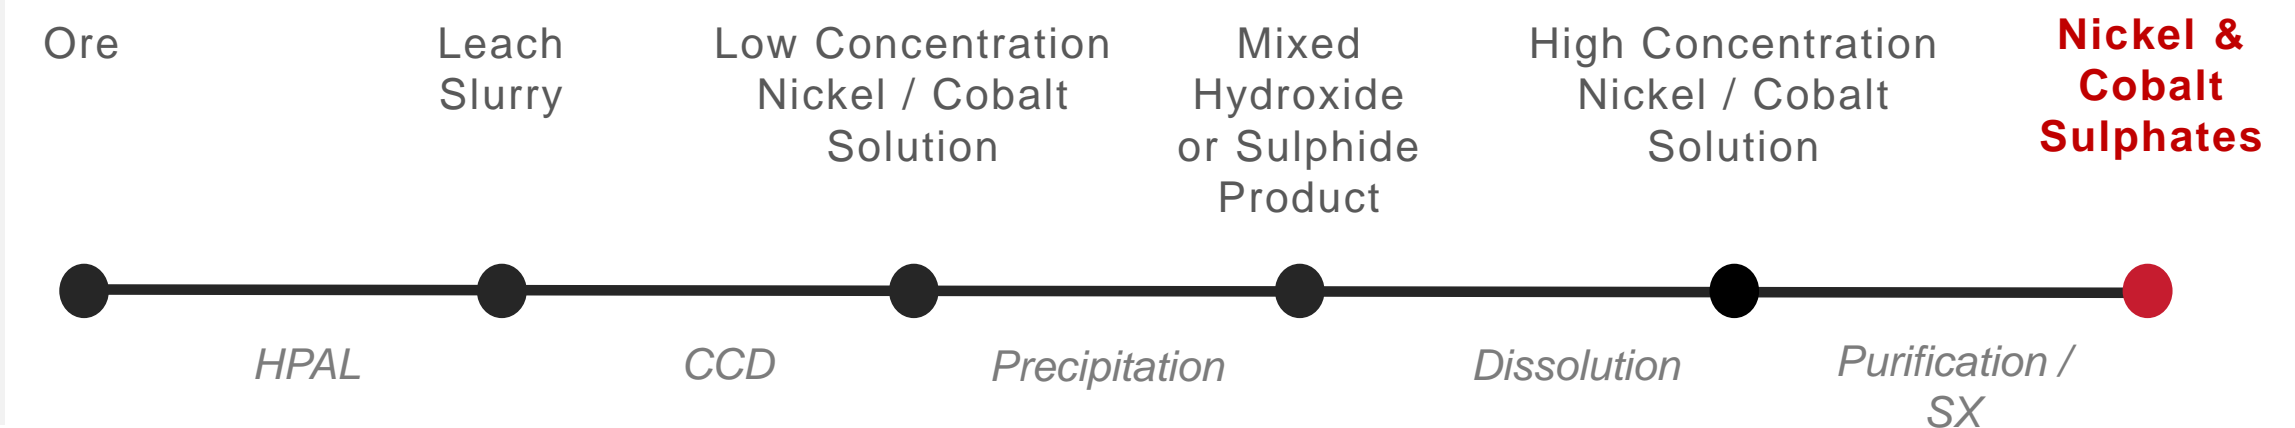 Ore
Leach
Slurry
Low Concentration
Nickel / Cobalt
Solution
Mixed
Hydroxide
or Sulphide
Product
High Concentration
Nickel / Cobalt
Solution
Nickel &
Cobalt
Sulphates
HPAL
CCD
Precipitation
Dissolution
Purification /
SX